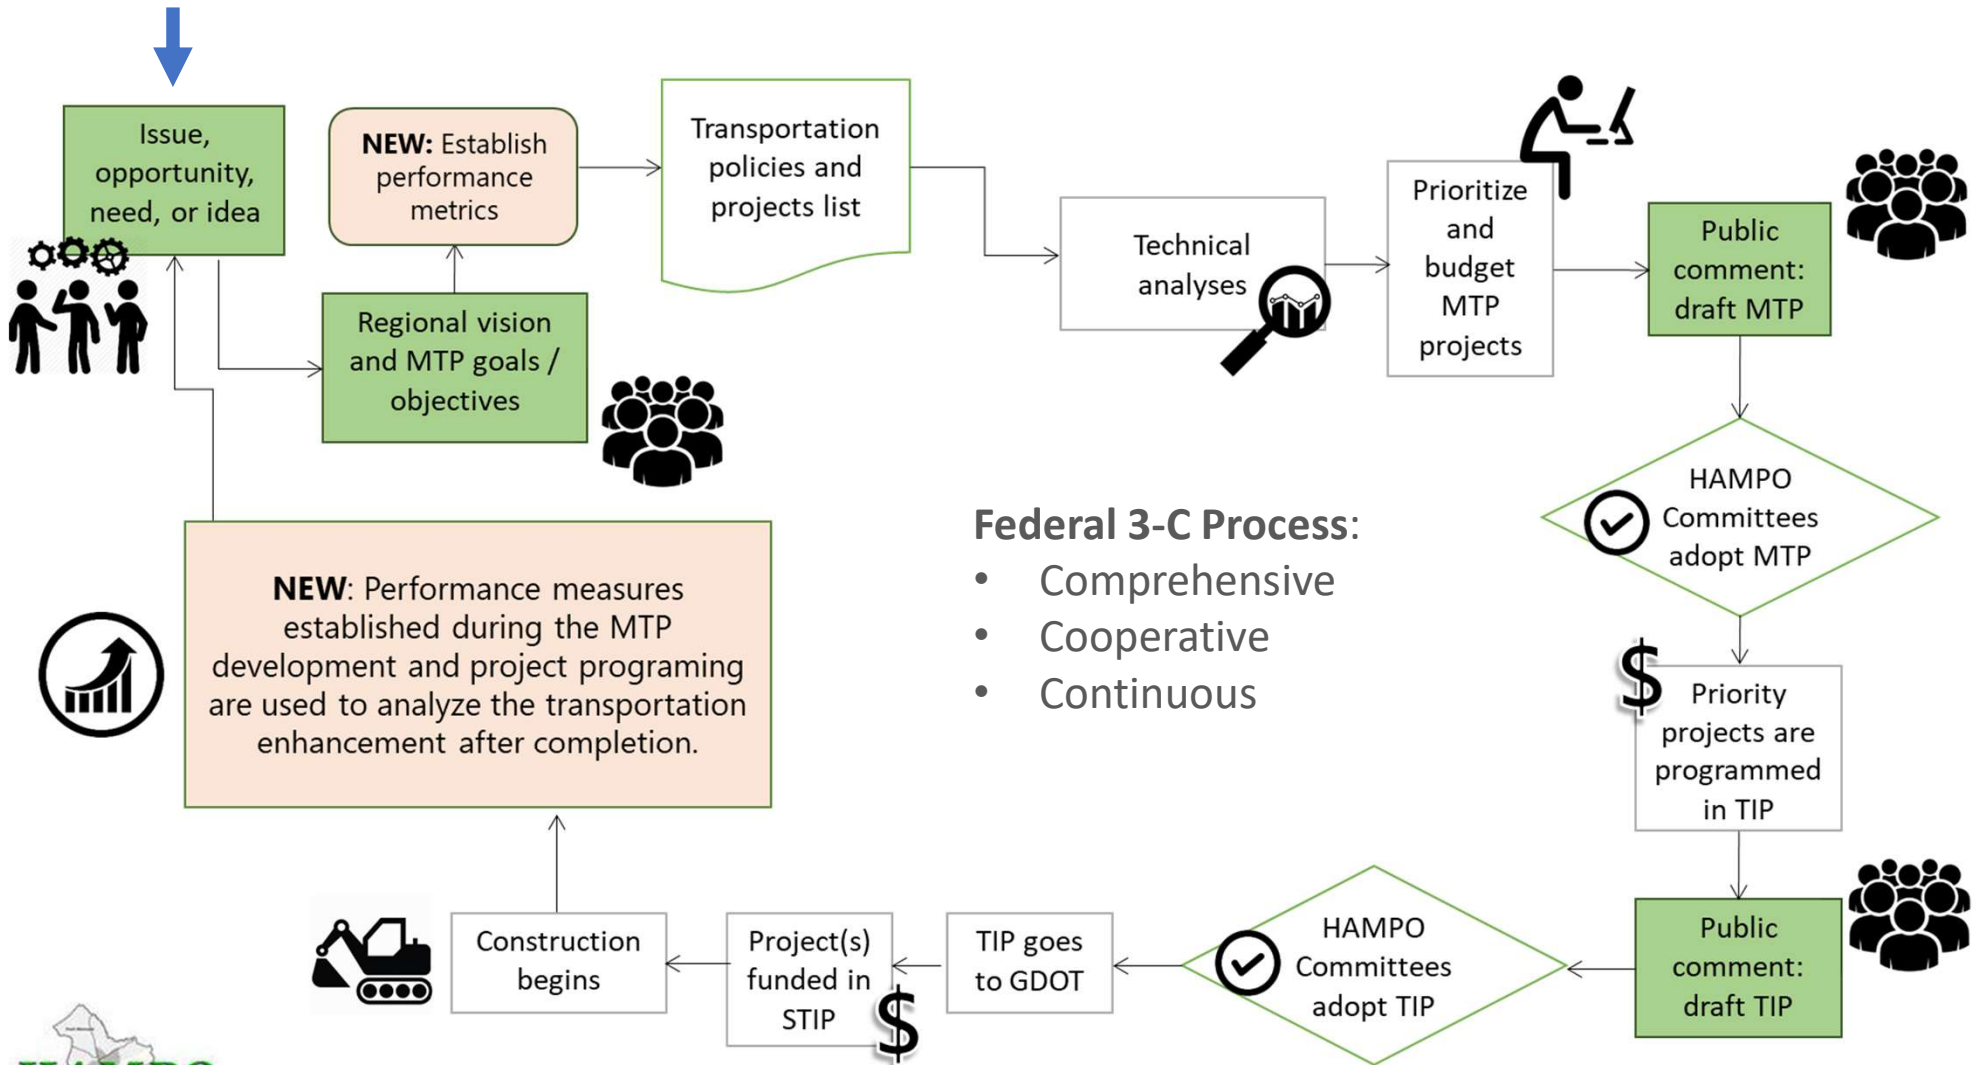 Issue,
opportunity,
need, or idea
NEW: Establish
performance
metrics
Transportation
policies and
projects list
Technical
analyses
Prioritize
and
budget
MTP
projects
Public
comment:
draft MTP
Regional vision
and MTP goals /
objectives
HAMPO
Committees
adopt MTP
Federal 3-C Process:
• Comprehensive
• Cooperative
• Continuous
NEW: Performance measures
established during the MTP
development and project programing
are used to analyze the transportation
enhancement after completion.
$ Priority
projects are
programmed
in TIP
Public
comment:
draft TIP
HAMPO
Committees
adopt TIP
TIP goes
to GDOT
Project(s)
funded in
STIP $
Construction
begins
HAMPO